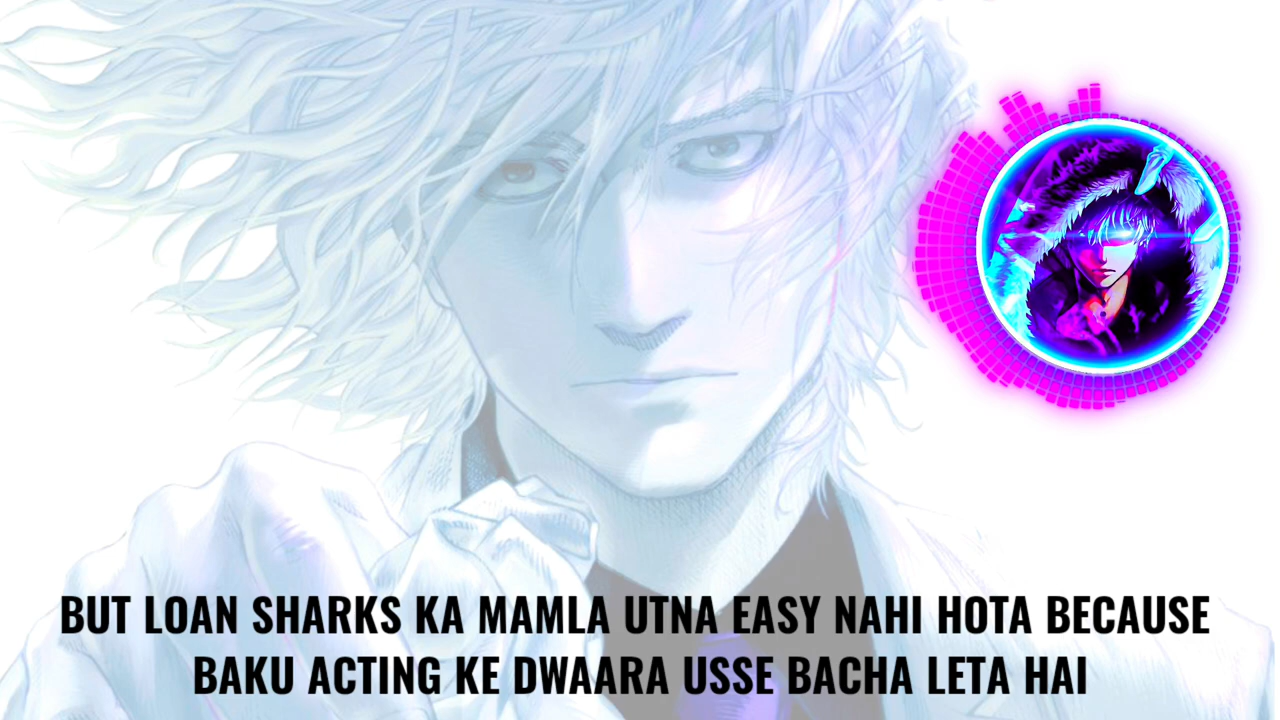 BUT LOAN SHARKS KA MAMLA UTNA EASY NAHI HOTA BECAUSE
BAKU ACTING KE DWAARA USSE BACHA LETA HAI